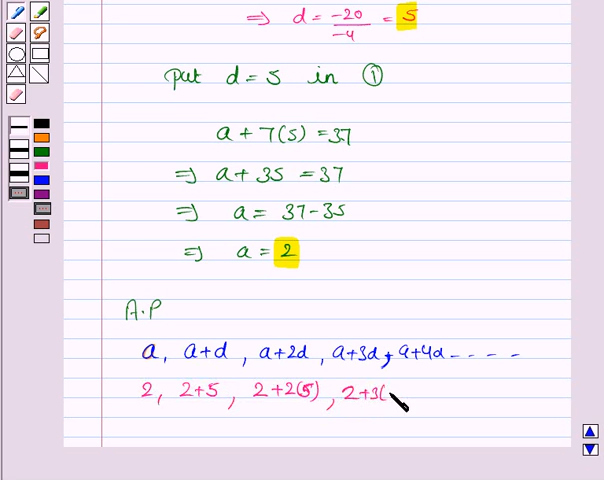 ⇒ d = -20/-4 = 5
put d = 5 in ①
a + 7(5) = 37
⇒ a + 35 = 37
⇒ a = 37 - 35
⇒ a = 2
A.P
a, a+d, a+2d, a+3d, a+4d - - - - -
2, 2+5, 2+2(5), 2+3(